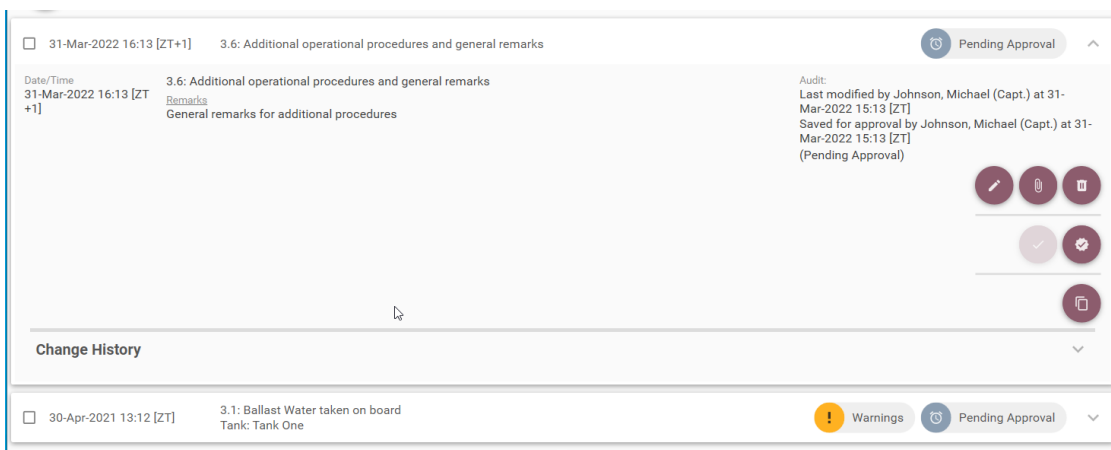 31-Mar-2022 16:13 [ZT+1]
3.6: Additional operational procedures and general remarks
Pending Approval
Date/Time
31-Mar-2022 16:13 [ZT
+1]
3.6: Additional operational procedures and general remarks
Remarks
General remarks for additional procedures
Audit:
Last modified by Johnson, Michael (Capt.) at 31-
Mar-2022 15:13 [ZT]
Saved for approval by Johnson, Michael (Capt.) at 31-
Mar-2022 15:13 [ZT]
(Pending Approval)
Change History
30-Apr-2021 13:12 [ZT]
3.1: Ballast Water taken on board
Tank: Tank One
Warnings
Pending Approval